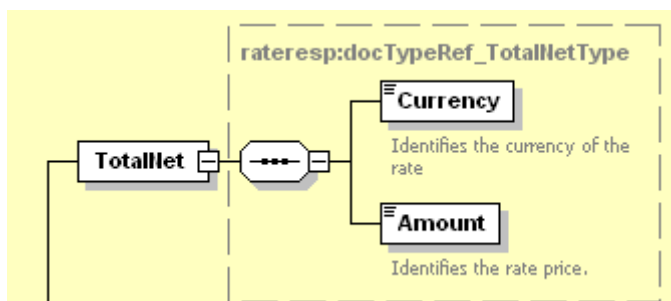 rateresp:docTypeRef_TotalNetType
Currency
Identifies the currency of the
rate
TotalNet
Amount
Identifies the rate price.